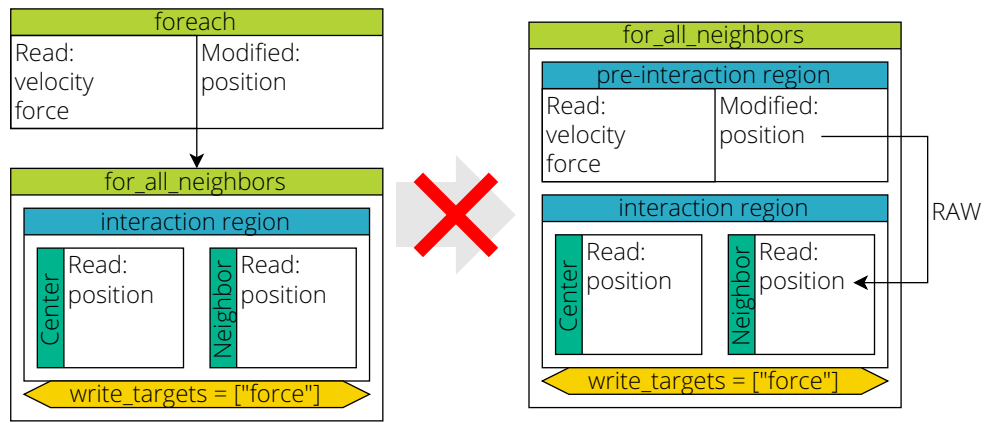 foreach
Read:
velocity
force
Modified:
position
for_all_neighbors
interaction region
Center
Read:
position
Neighbor
Read:
position
write_targets = ["force"]
for_all_neighbors
pre-interaction region
Read:
velocity
force
Modified:
position
interaction region
Center
Read:
position
Neighbor
Read:
position
write_targets = ["force"]
RAW